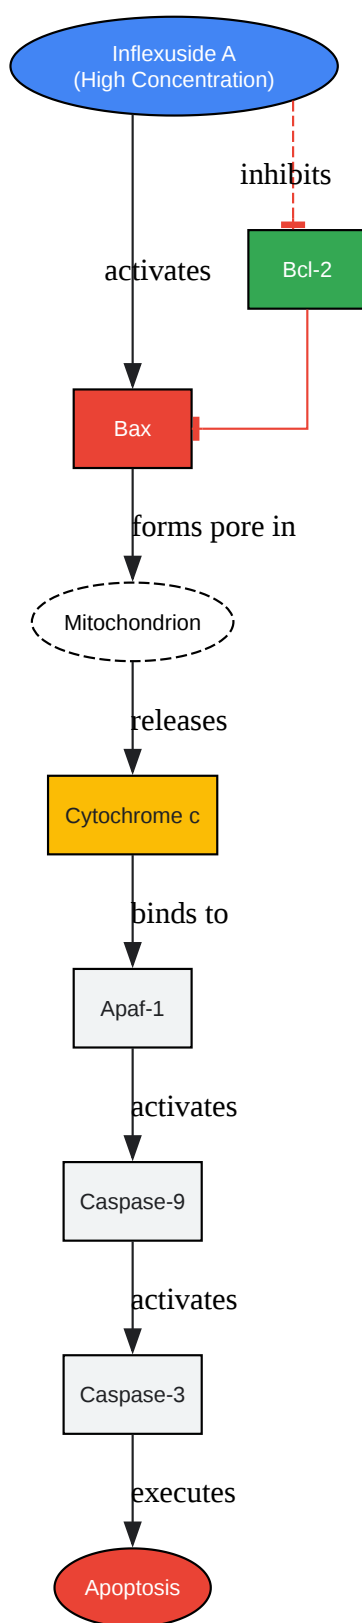 Inflexuside A
(High Concentration)
inhibits
Bcl-2
activates
Bax
forms pore in
Mitochondrion
releases
Cytochrome c
binds to
Apaf-1
activates
Caspase-9
activates
Caspase-3
executes
Apoptosis